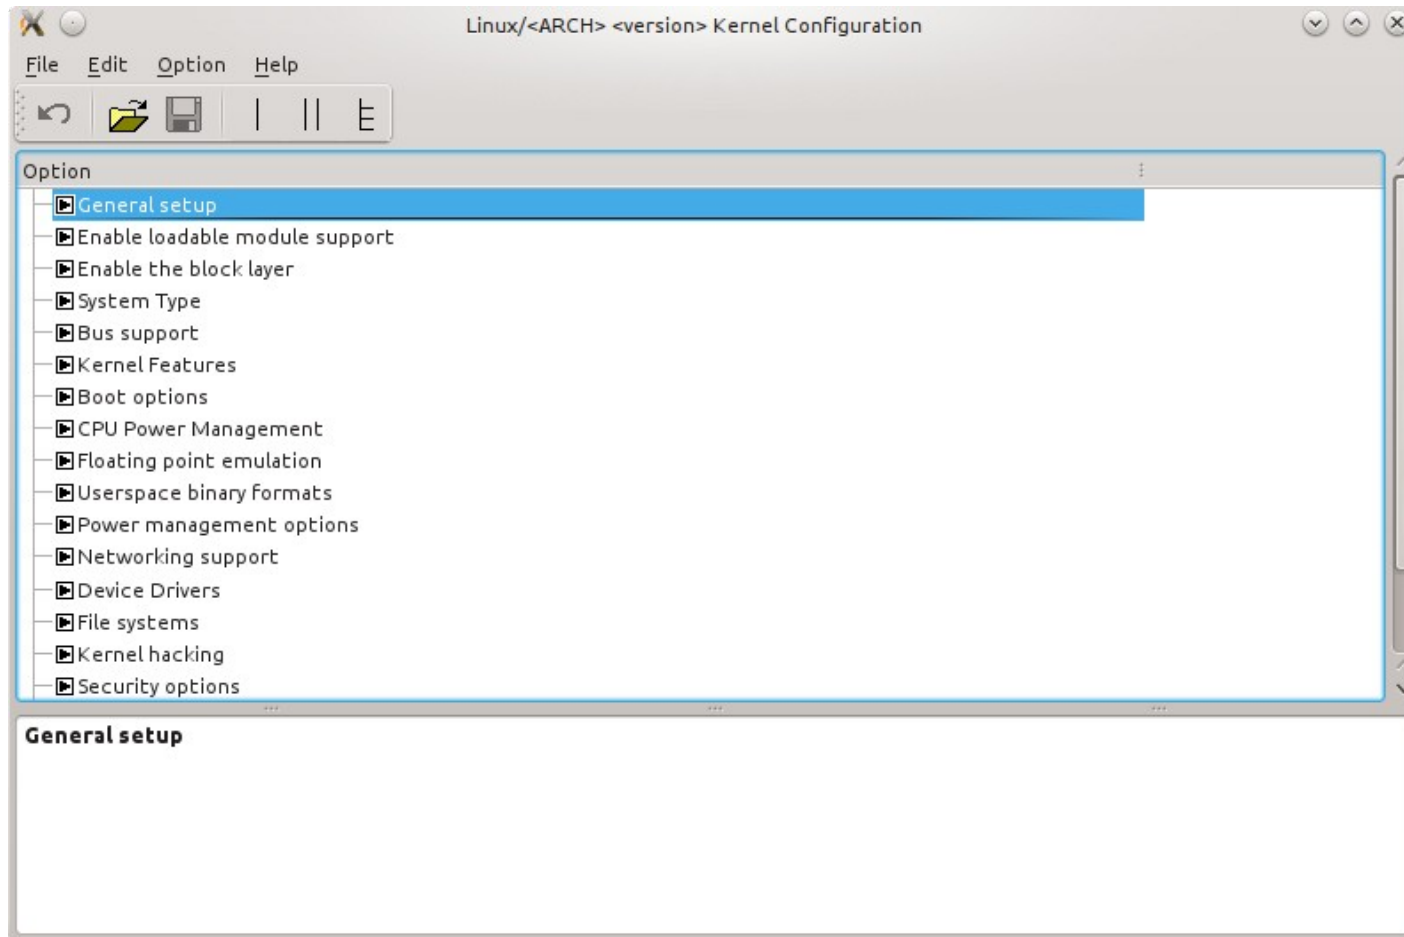 Linux/<ARCH> <version> Kernel Configuration
File Edit Option Help
Option
General setup
Enable loadable module support
Enable the block layer
System Type
Bus support
Kernel Features
Boot options
CPU Power Management
Floating point emulation
Userspace binary formats
Power management options
Networking support
Device Drivers
File systems
Kernel hacking
Security options
General setup